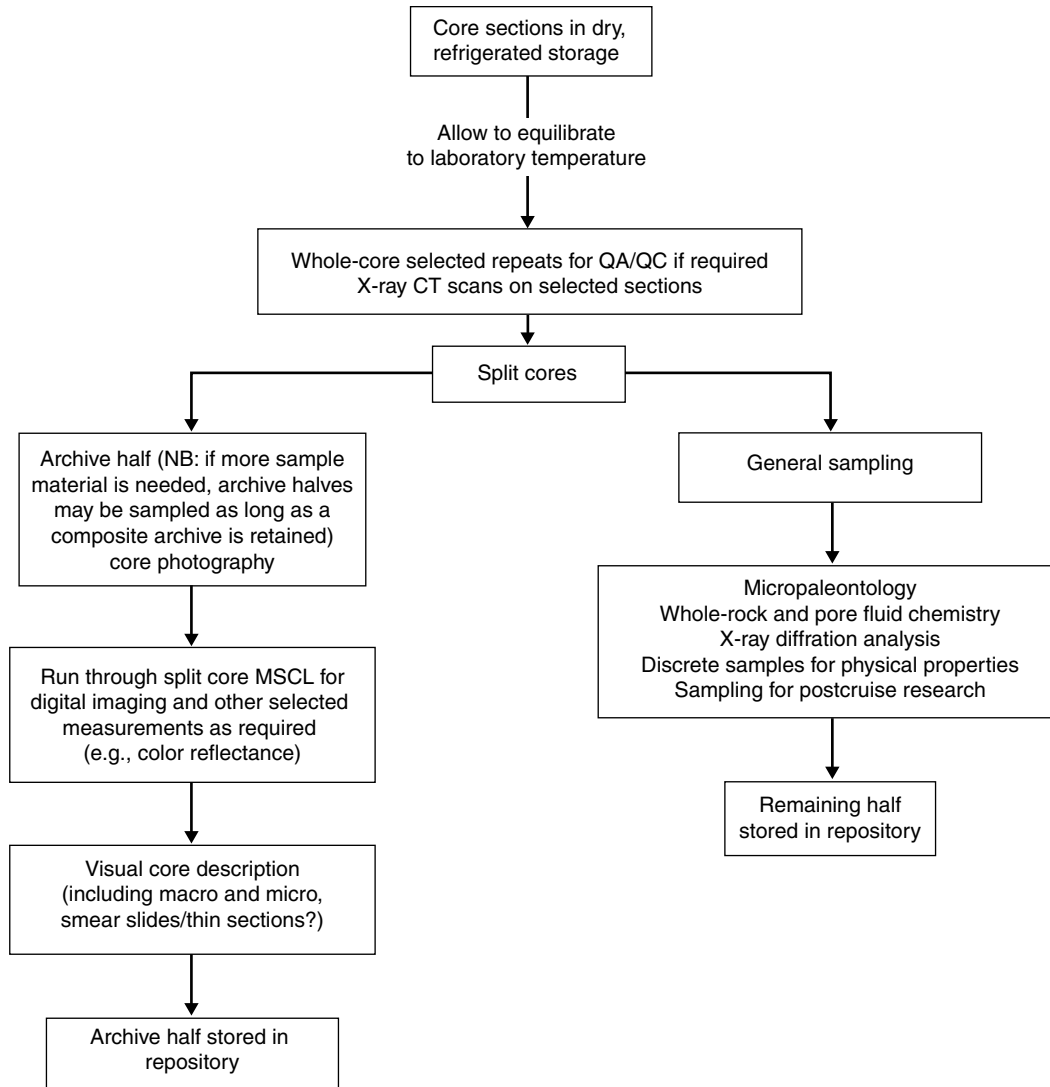 Core sections in dry,
refrigerated storage
Allow to equilibrate
to laboratory temperature
Whole-core selected repeats for QA/QC if required
X-ray CT scans on selected sections
Split cores
Archive half (NB: if more sample
material is needed, archive halves
may be sampled as long as a
composite archive is retained)
core photography
Run through split core MSCL for
digital imaging and other selected
measurements as required
(e.g., color reflectance)
Visual core description
(including macro and micro,
smear slides/thin sections?)
Archive half stored in
repository
General sampling
Micropaleontology
Whole-rock and pore fluid chemistry
X-ray diffration analysis
Discrete samples for physical properties
Sampling for postcruise research
Remaining half
stored in repository